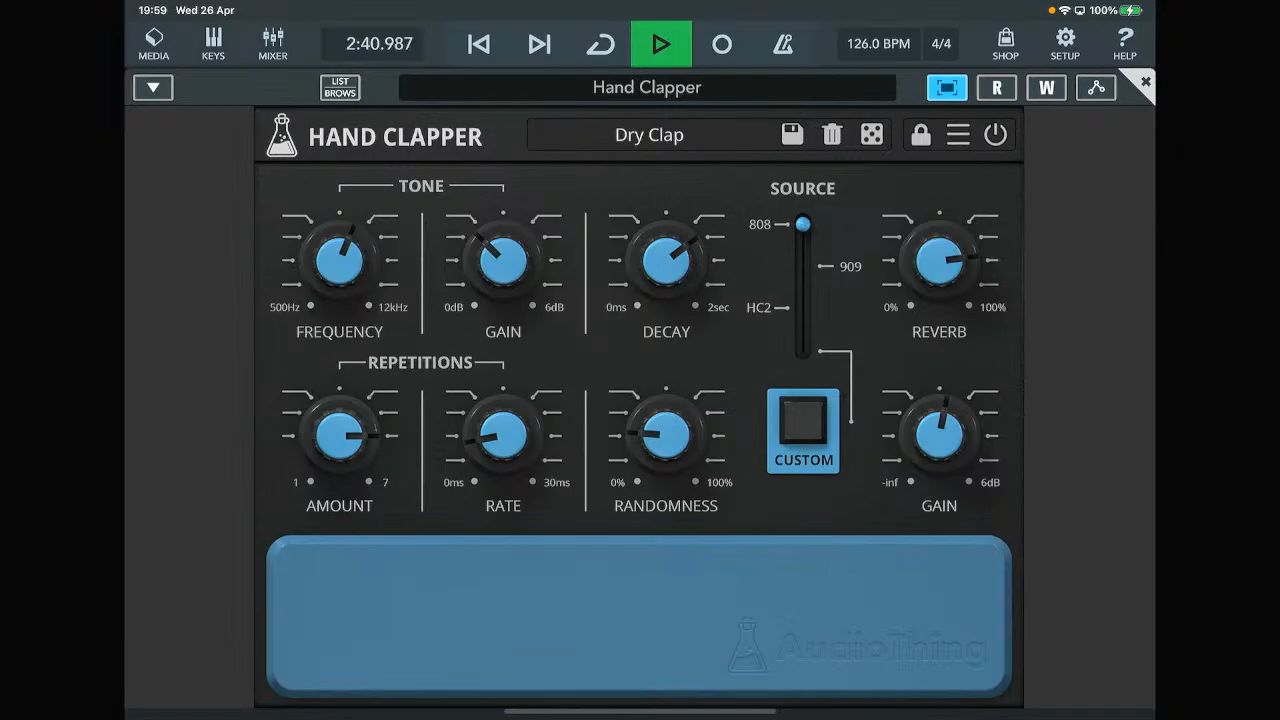 19:59 Wed 26 Apr
100%
MEDIA KEYS MIXER
2:40.987
126.0 BPM 4/4
SHOP SETUP HELP
LIST
BROWS
Hand Clapper
R W
HAND CLAPPER
Dry Clap
TONE
SOURCE
808
909
HC2
500Hz 12kHz
0dB 6dB
0ms 2sec
0% 100%
FREQUENCY
GAIN
DECAY
REVERB
REPETITIONS
CUSTOM
1 7
0ms 30ms
0% 100%
-inf 6dB
AMOUNT
RATE
RANDOMNESS
GAIN
AudioThing